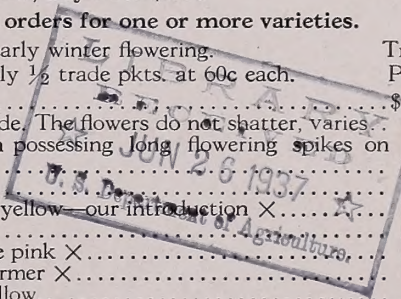 orders for one or more varieties.
arly winter flowering. Tr
ly ½ trade pkts. at 60c each. P
$
de. The flowers do not shatter, varies
n possessing long flowering spikes on
yellow—our introduction X
e pink X
rmer X
llow
LIBRARY
RECEIVED
☆ JUN 26 1937 ☆
U. S. Department of Agriculture.